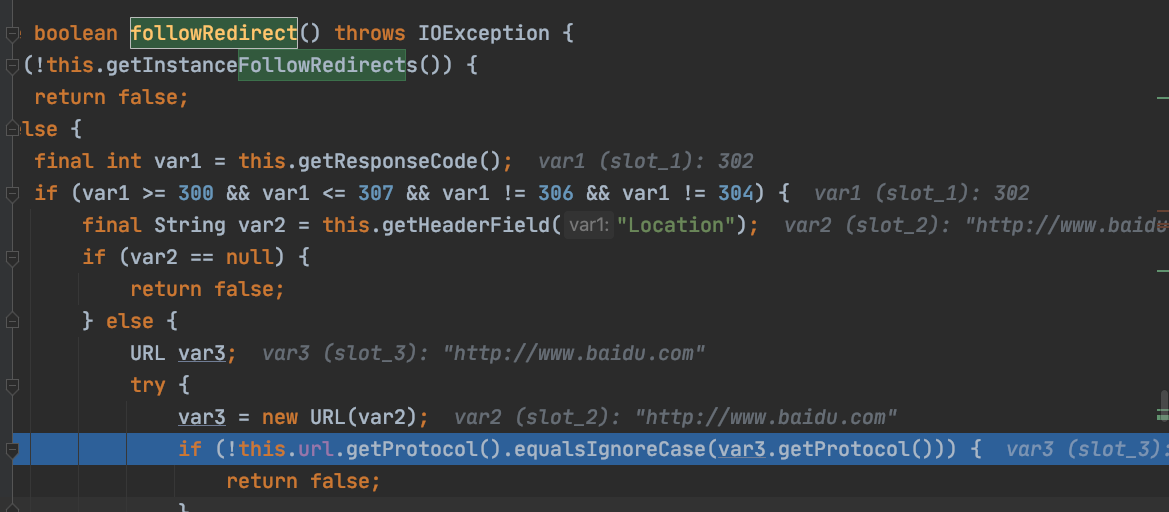 boolean followRedirect() throws IOException {
(!this.getInstanceFollowRedirects()) {
return false;
lse {
final int var1 = this.getResponseCode(); var1 (slot_1): 302
if (var1 >= 300 && var1 <= 307 && var1 != 306 && var1 != 304) { var1 (slot_1): 302
final String var2 = this.getHeaderField( var1: "Location"); var2 (slot_2): "http://www.baidu
if (var2 == null) {
return false;
} else {
URL var3; var3 (slot_3): "http://www.baidu.com"
try {
var3 = new URL(var2); var2 (slot_2): "http://www.baidu.com"
if (!this.url.getProtocol().equalsIgnoreCase(var3.getProtocol())) { var3 (slot_3):
return false;
}